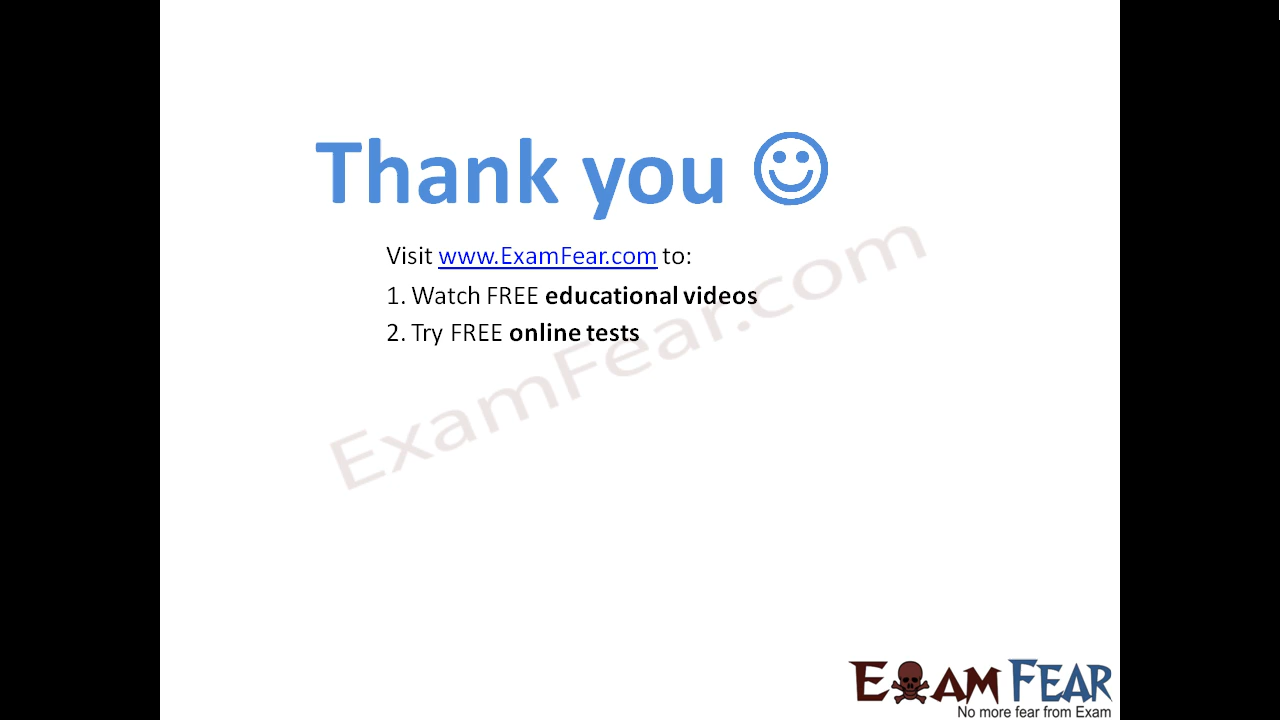 Thank you ☺
Visit www.ExamFear.com to:
1. Watch FREE educational videos
2. Try FREE online tests
ExamFear.com
EXAM FEAR
No more fear from Exam